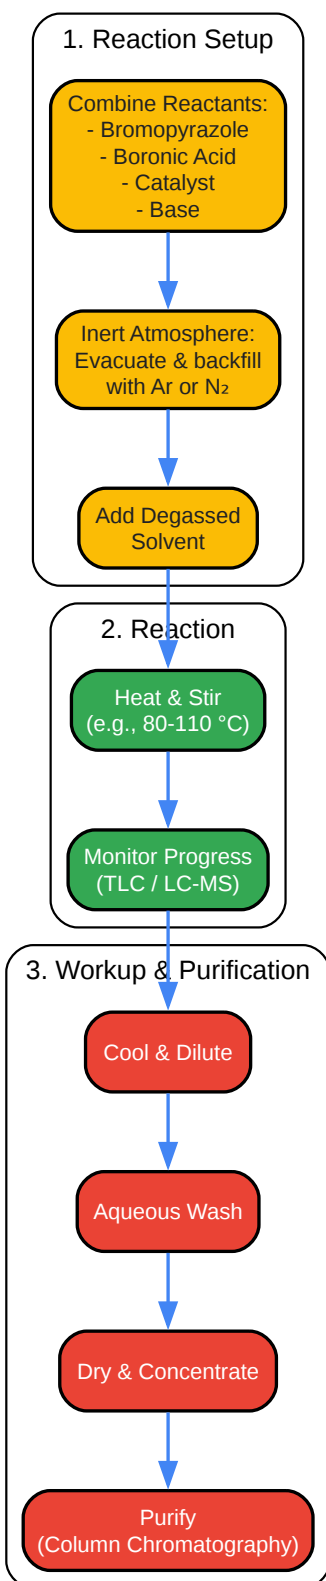 1. Reaction Setup
Combine Reactants:
- Bromopyrazole
- Boronic Acid
- Catalyst
- Base
Inert Atmosphere:
Evacuate & backfill
with Ar or N₂
Add Degassed
Solvent
2. Reaction
Heat & Stir
(e.g., 80-110 °C)
Monitor Progress
(TLC / LC-MS)
3. Workup & Purification
Cool & Dilute
Aqueous Wash
Dry & Concentrate
Purify
(Column Chromatography)